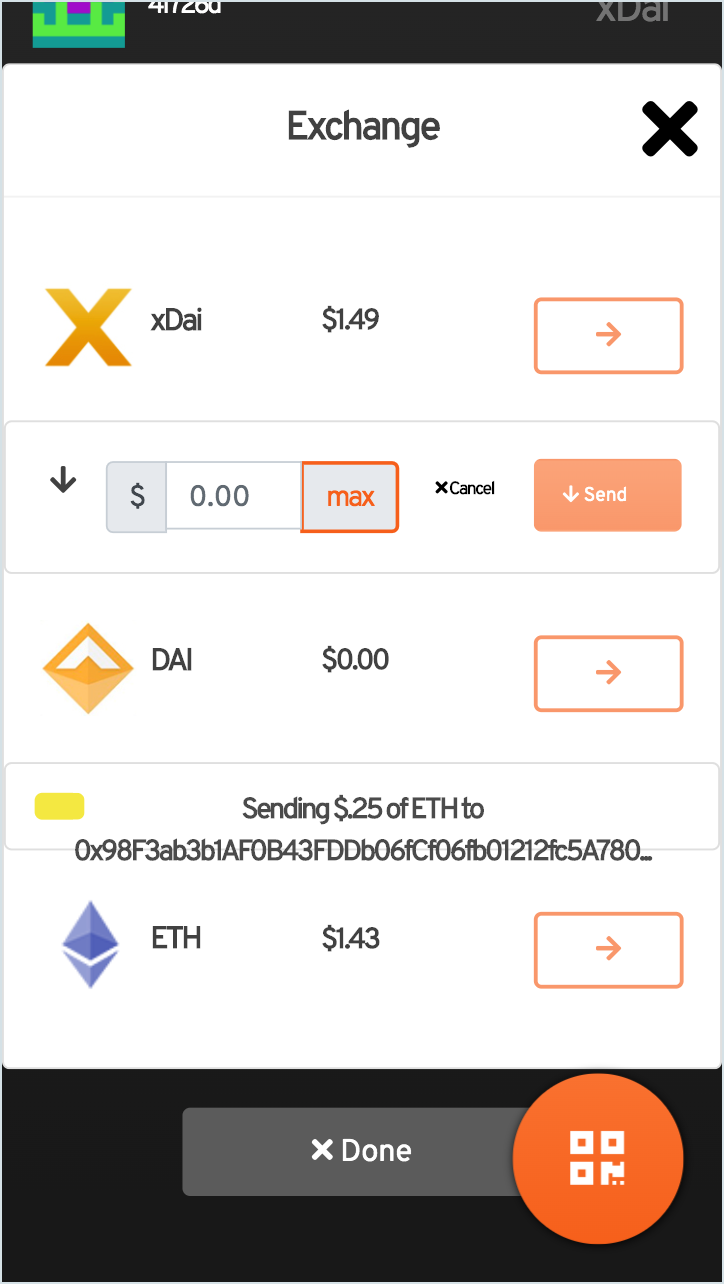 4f726d
xDai
Exchange
xDai $1.49
$ 0.00 max Cancel Send
DAI $0.00
Sending $.25 of ETH to
0x98F3ab3b1AF0B43FDDb06fCf06fb01212fc5A780...
ETH $1.43
Done